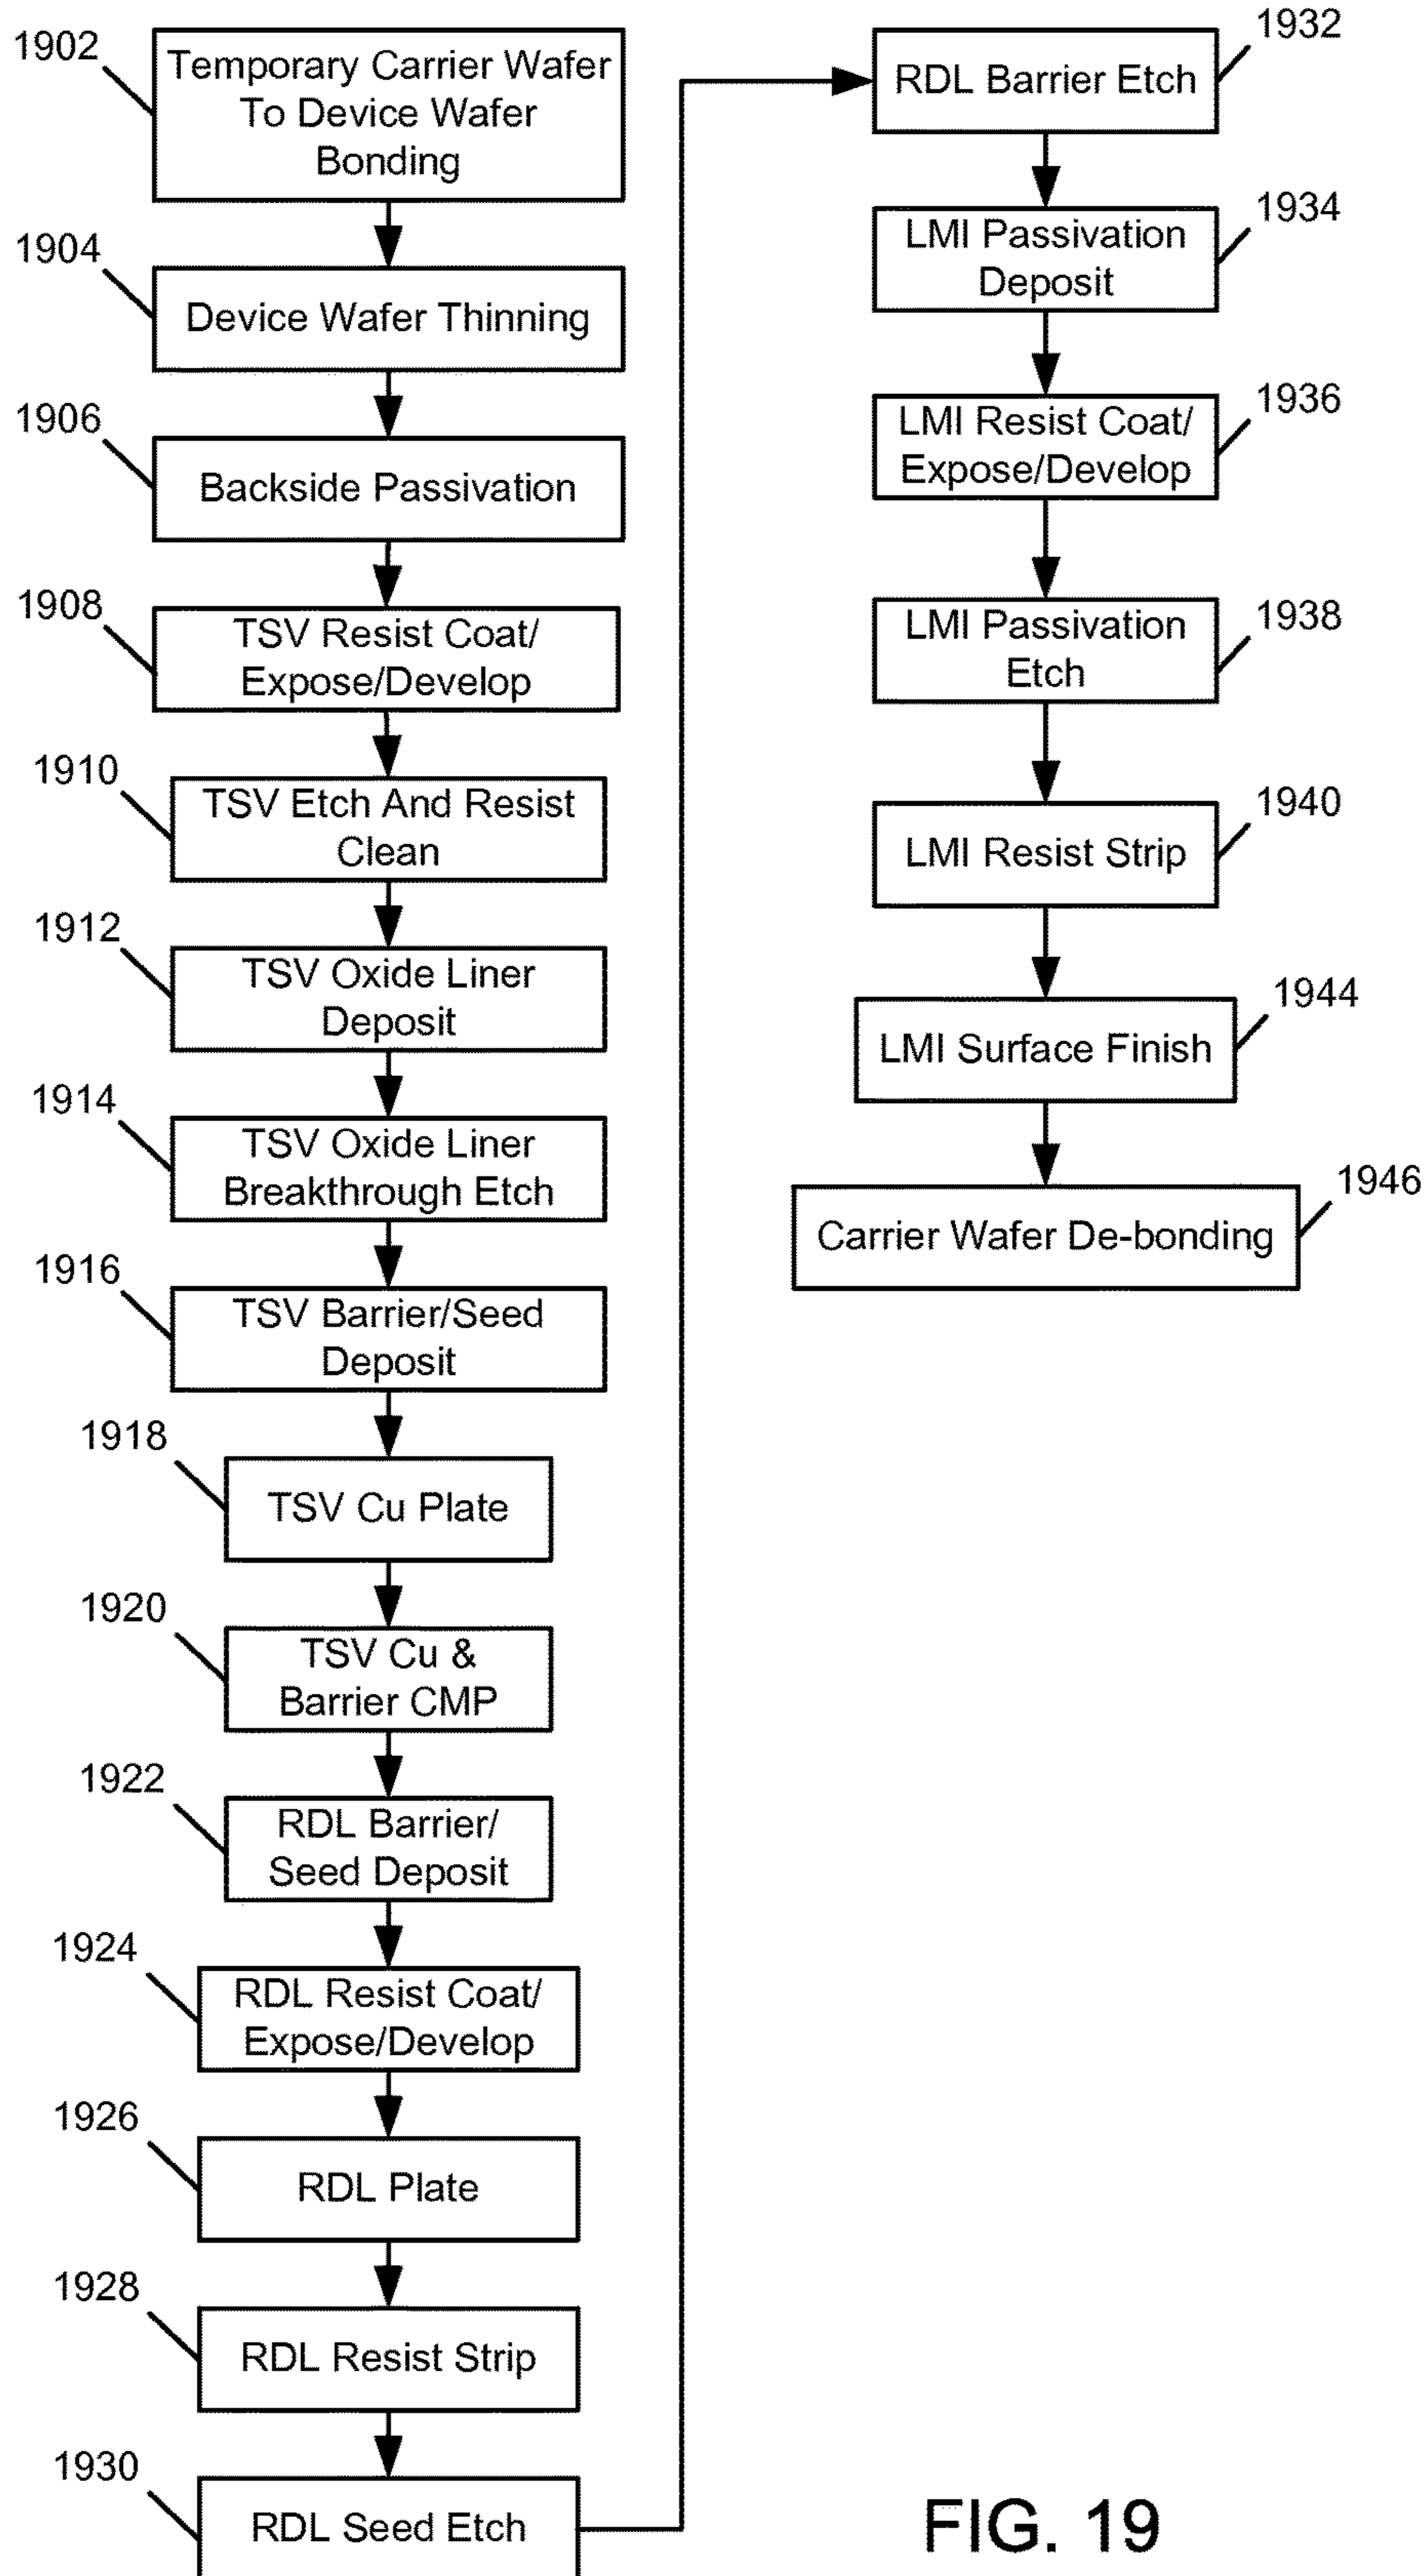 1902
Temporary Carrier Wafer
To Device Wafer
Bonding
1904
Device Wafer Thinning
1906
Backside Passivation
1908
TSV Resist Coat/
Expose/Develop
1910
TSV Etch And Resist
Clean
1912
TSV Oxide Liner
Deposit
1914
TSV Oxide Liner
Breakthrough Etch
1916
TSV Barrier/Seed
Deposit
1918
TSV Cu Plate
1920
TSV Cu &
Barrier CMP
1922
RDL Barrier/
Seed Deposit
1924
RDL Resist Coat/
Expose/Develop
1926
RDL Plate
1928
RDL Resist Strip
1930
RDL Seed Etch
1932
RDL Barrier Etch
1934
LMI Passivation
Deposit
1936
LMI Resist Coat/
Expose/Develop
1938
LMI Passivation
Etch
1940
LMI Resist Strip
1944
LMI Surface Finish
1946
Carrier Wafer De-bonding
FIG. 19